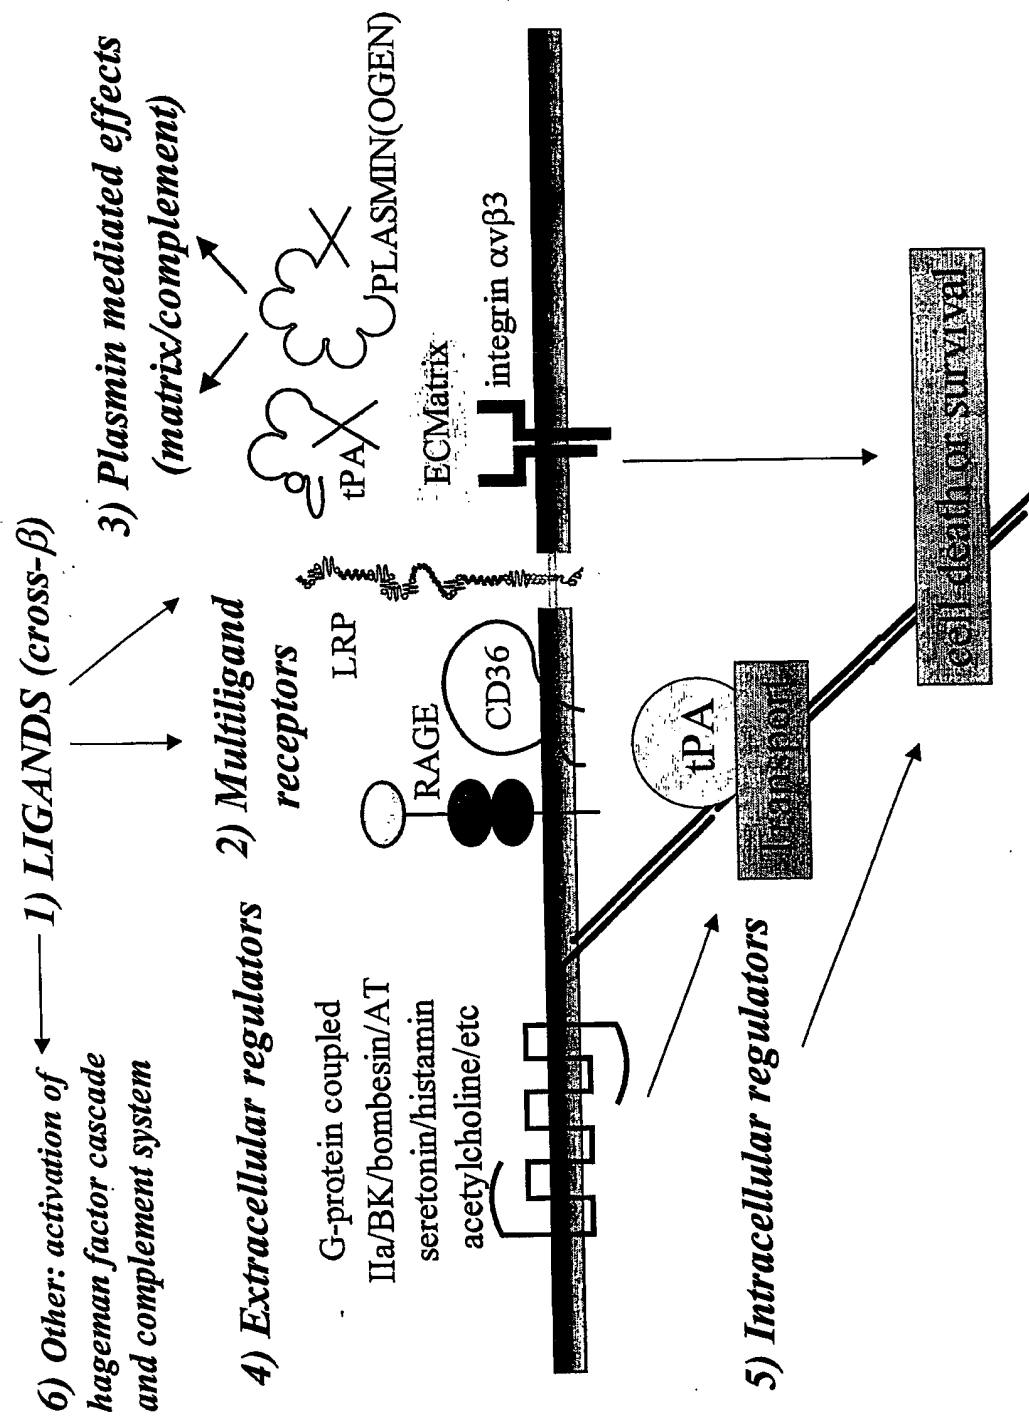 6) Other: activation of
hageman factor cascade
and complement system
1) LIGANDS (cross-β)
3) Plasmin mediated effects
(matrix/complement)
2) Multiligand
receptors
4) Extracellular regulators
G-protein coupled
IIa/BK/bombesin/AT
seretonin/histamin
acetylcholine/etc
RAGE
CD36
LRP
tPA
PLASMIN(OGEN)
ECMatrix
integrin αvβ3
5) Intracellular regulators
tPA
Transport
cell death or survival